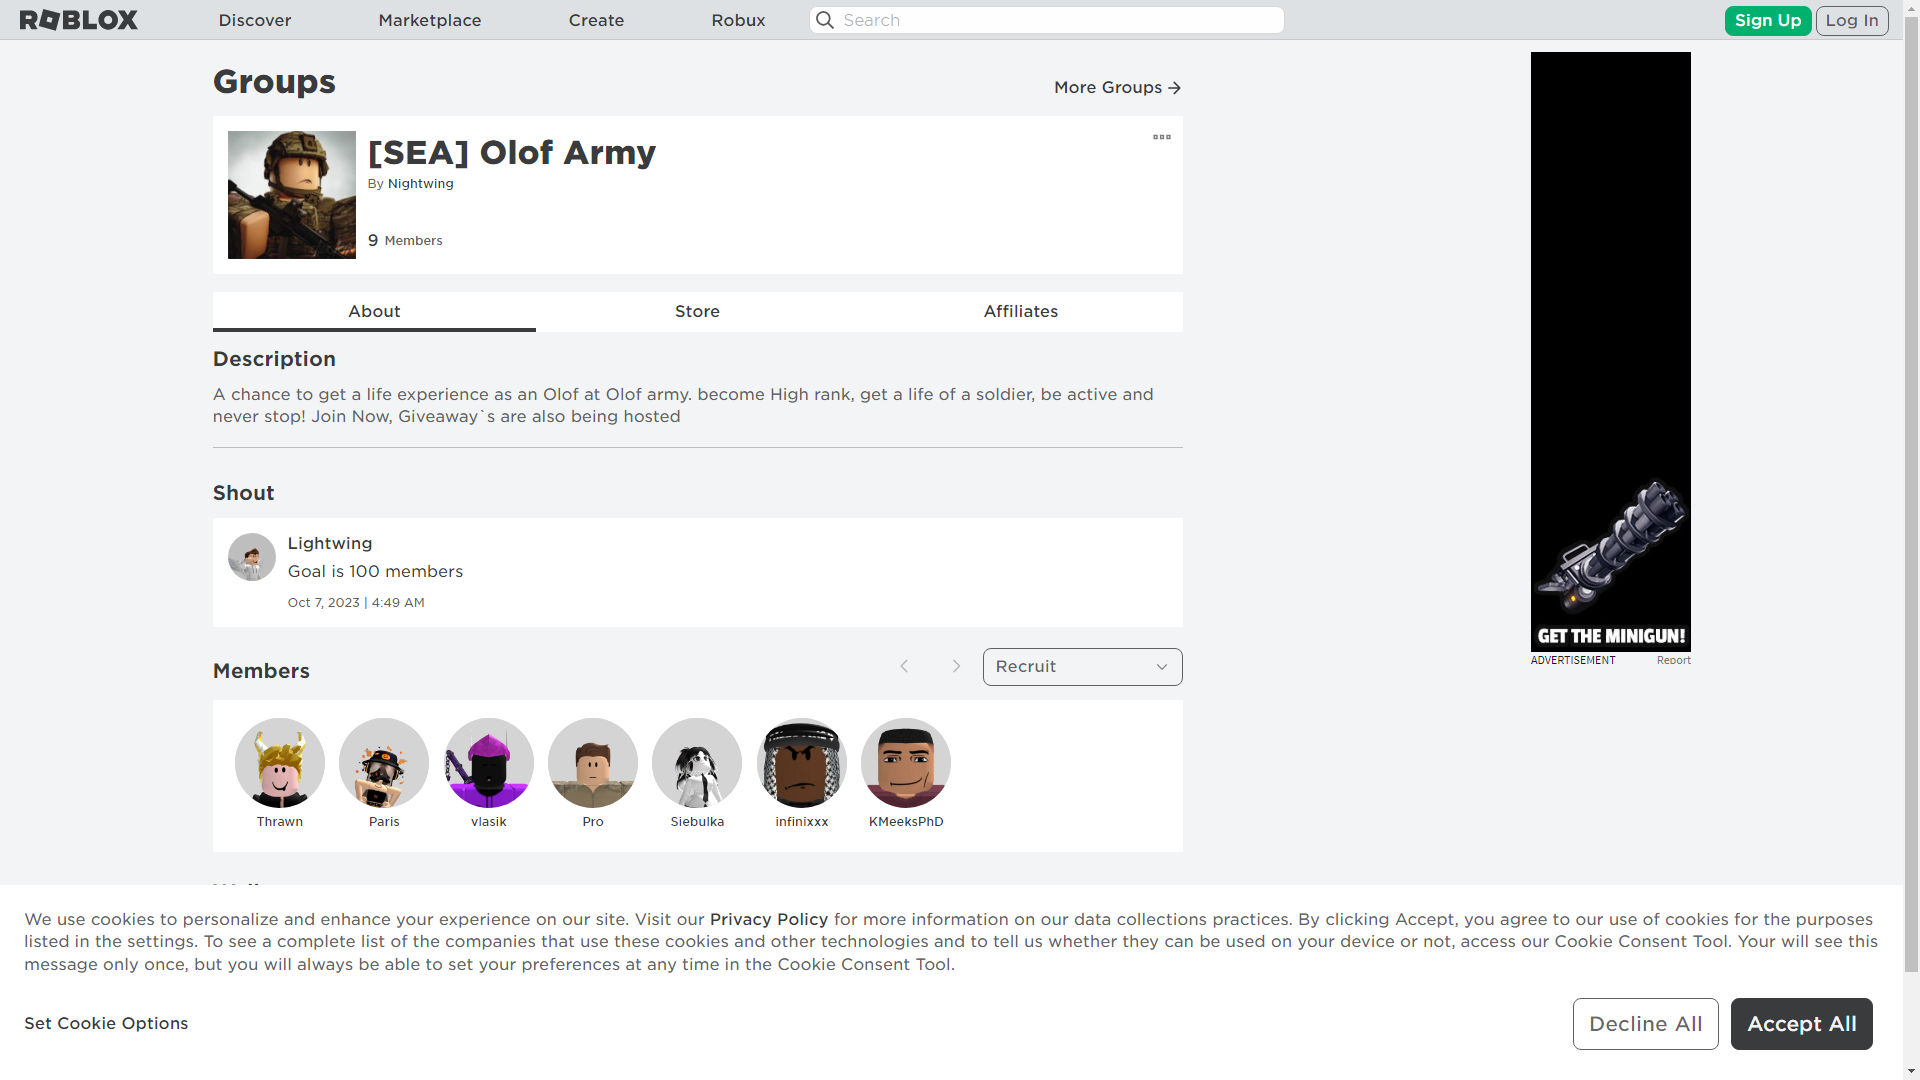 ROBLOX
Discover
Marketplace
Create
Robux
Search
Sign Up
Log In
Groups
More Groups
[SEA] Olof Army
By Nightwing
9 Members
About
Store
Affiliates
Description
A chance to get a life experience as an Olof at Olof army. become High rank, get a life of a soldier, be active and
never stop! Join Now, Giveaway`s are also being hosted
Shout
Lightwing
Goal is 100 members
Oct 7, 2023 | 4:49 AM
Members
Recruit
Thrawn
Paris
vlasik
Pro
Siebulka
infinixxx
KMeeksPhD
GET THE MINIGUN!
ADVERTISEMENT
Report
We use cookies to personalize and enhance your experience on our site. Visit our Privacy Policy for more information on our data collections practices. By clicking Accept, you agree to our use of cookies for the purposes
listed in the settings. To see a complete list of the companies that use these cookies and other technologies and to tell us whether they can be used on your device or not, access our Cookie Consent Tool. Your will see this
message only once, but you will always be able to set your preferences at any time in the Cookie Consent Tool.
Set Cookie Options
Decline All
Accept All